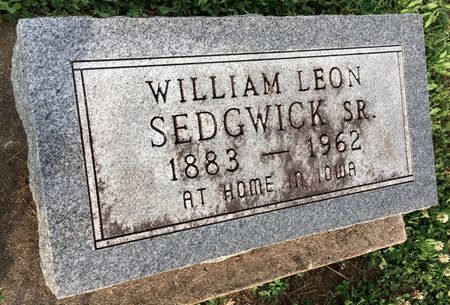 WILLIAM LEON
SEDGWICK SR.
1883 — 1962
AT HOME IN IOWA